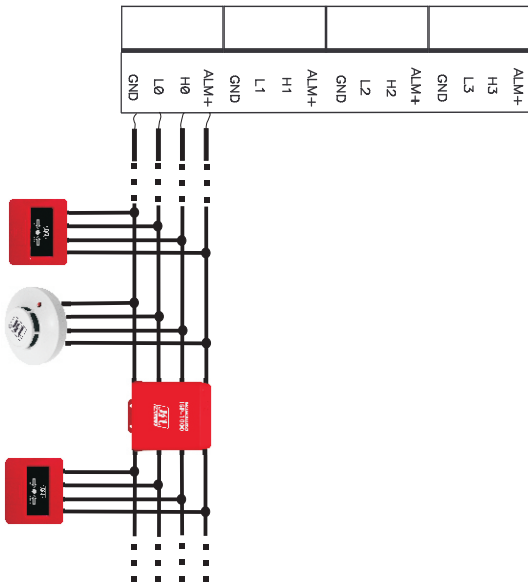 GND
L0
H0
ALM+
GND
L1
H1
ALM+
GND
L2
H2
ALM+
GND
L3
H3
ALM+